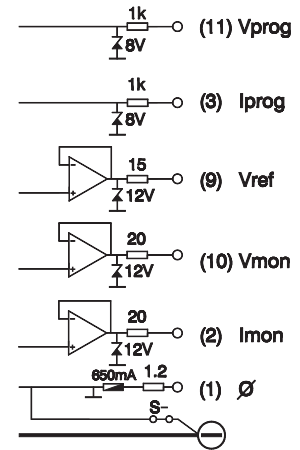 1k
(11) Vprog
8V
1k
(3) Iprog
8V
15
(9) Vref
12V
20
(10) Vmon
12V
20
(2) Imon
12V
650mA 1.2
(1) Ø
S–